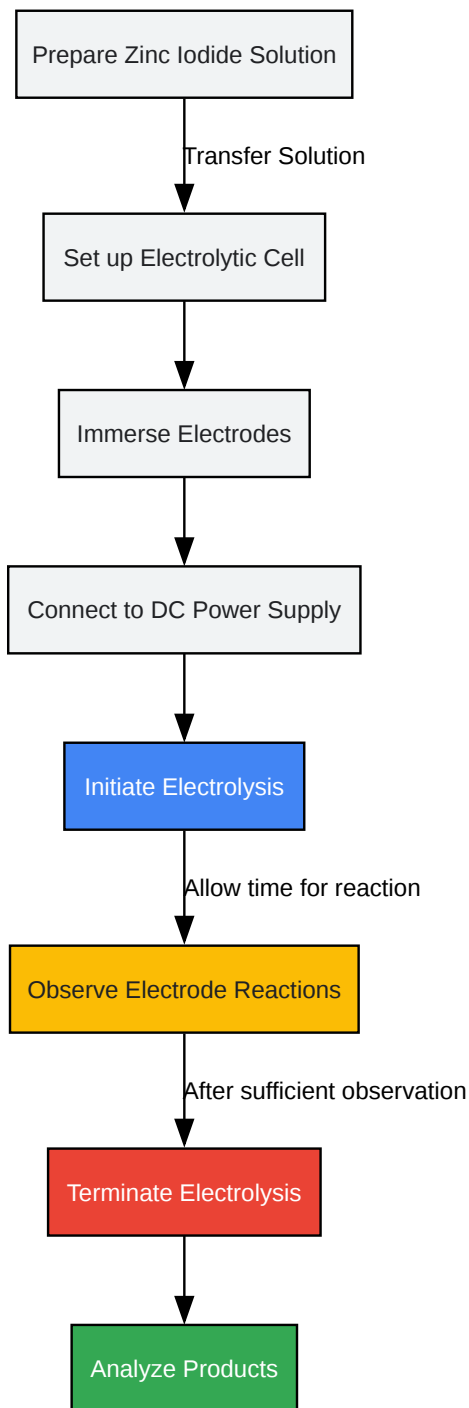 Prepare Zinc Iodide Solution
Transfer Solution
Set up Electrolytic Cell
Immerse Electrodes
Connect to DC Power Supply
Initiate Electrolysis
Allow time for reaction
Observe Electrode Reactions
After sufficient observation
Terminate Electrolysis
Analyze Products